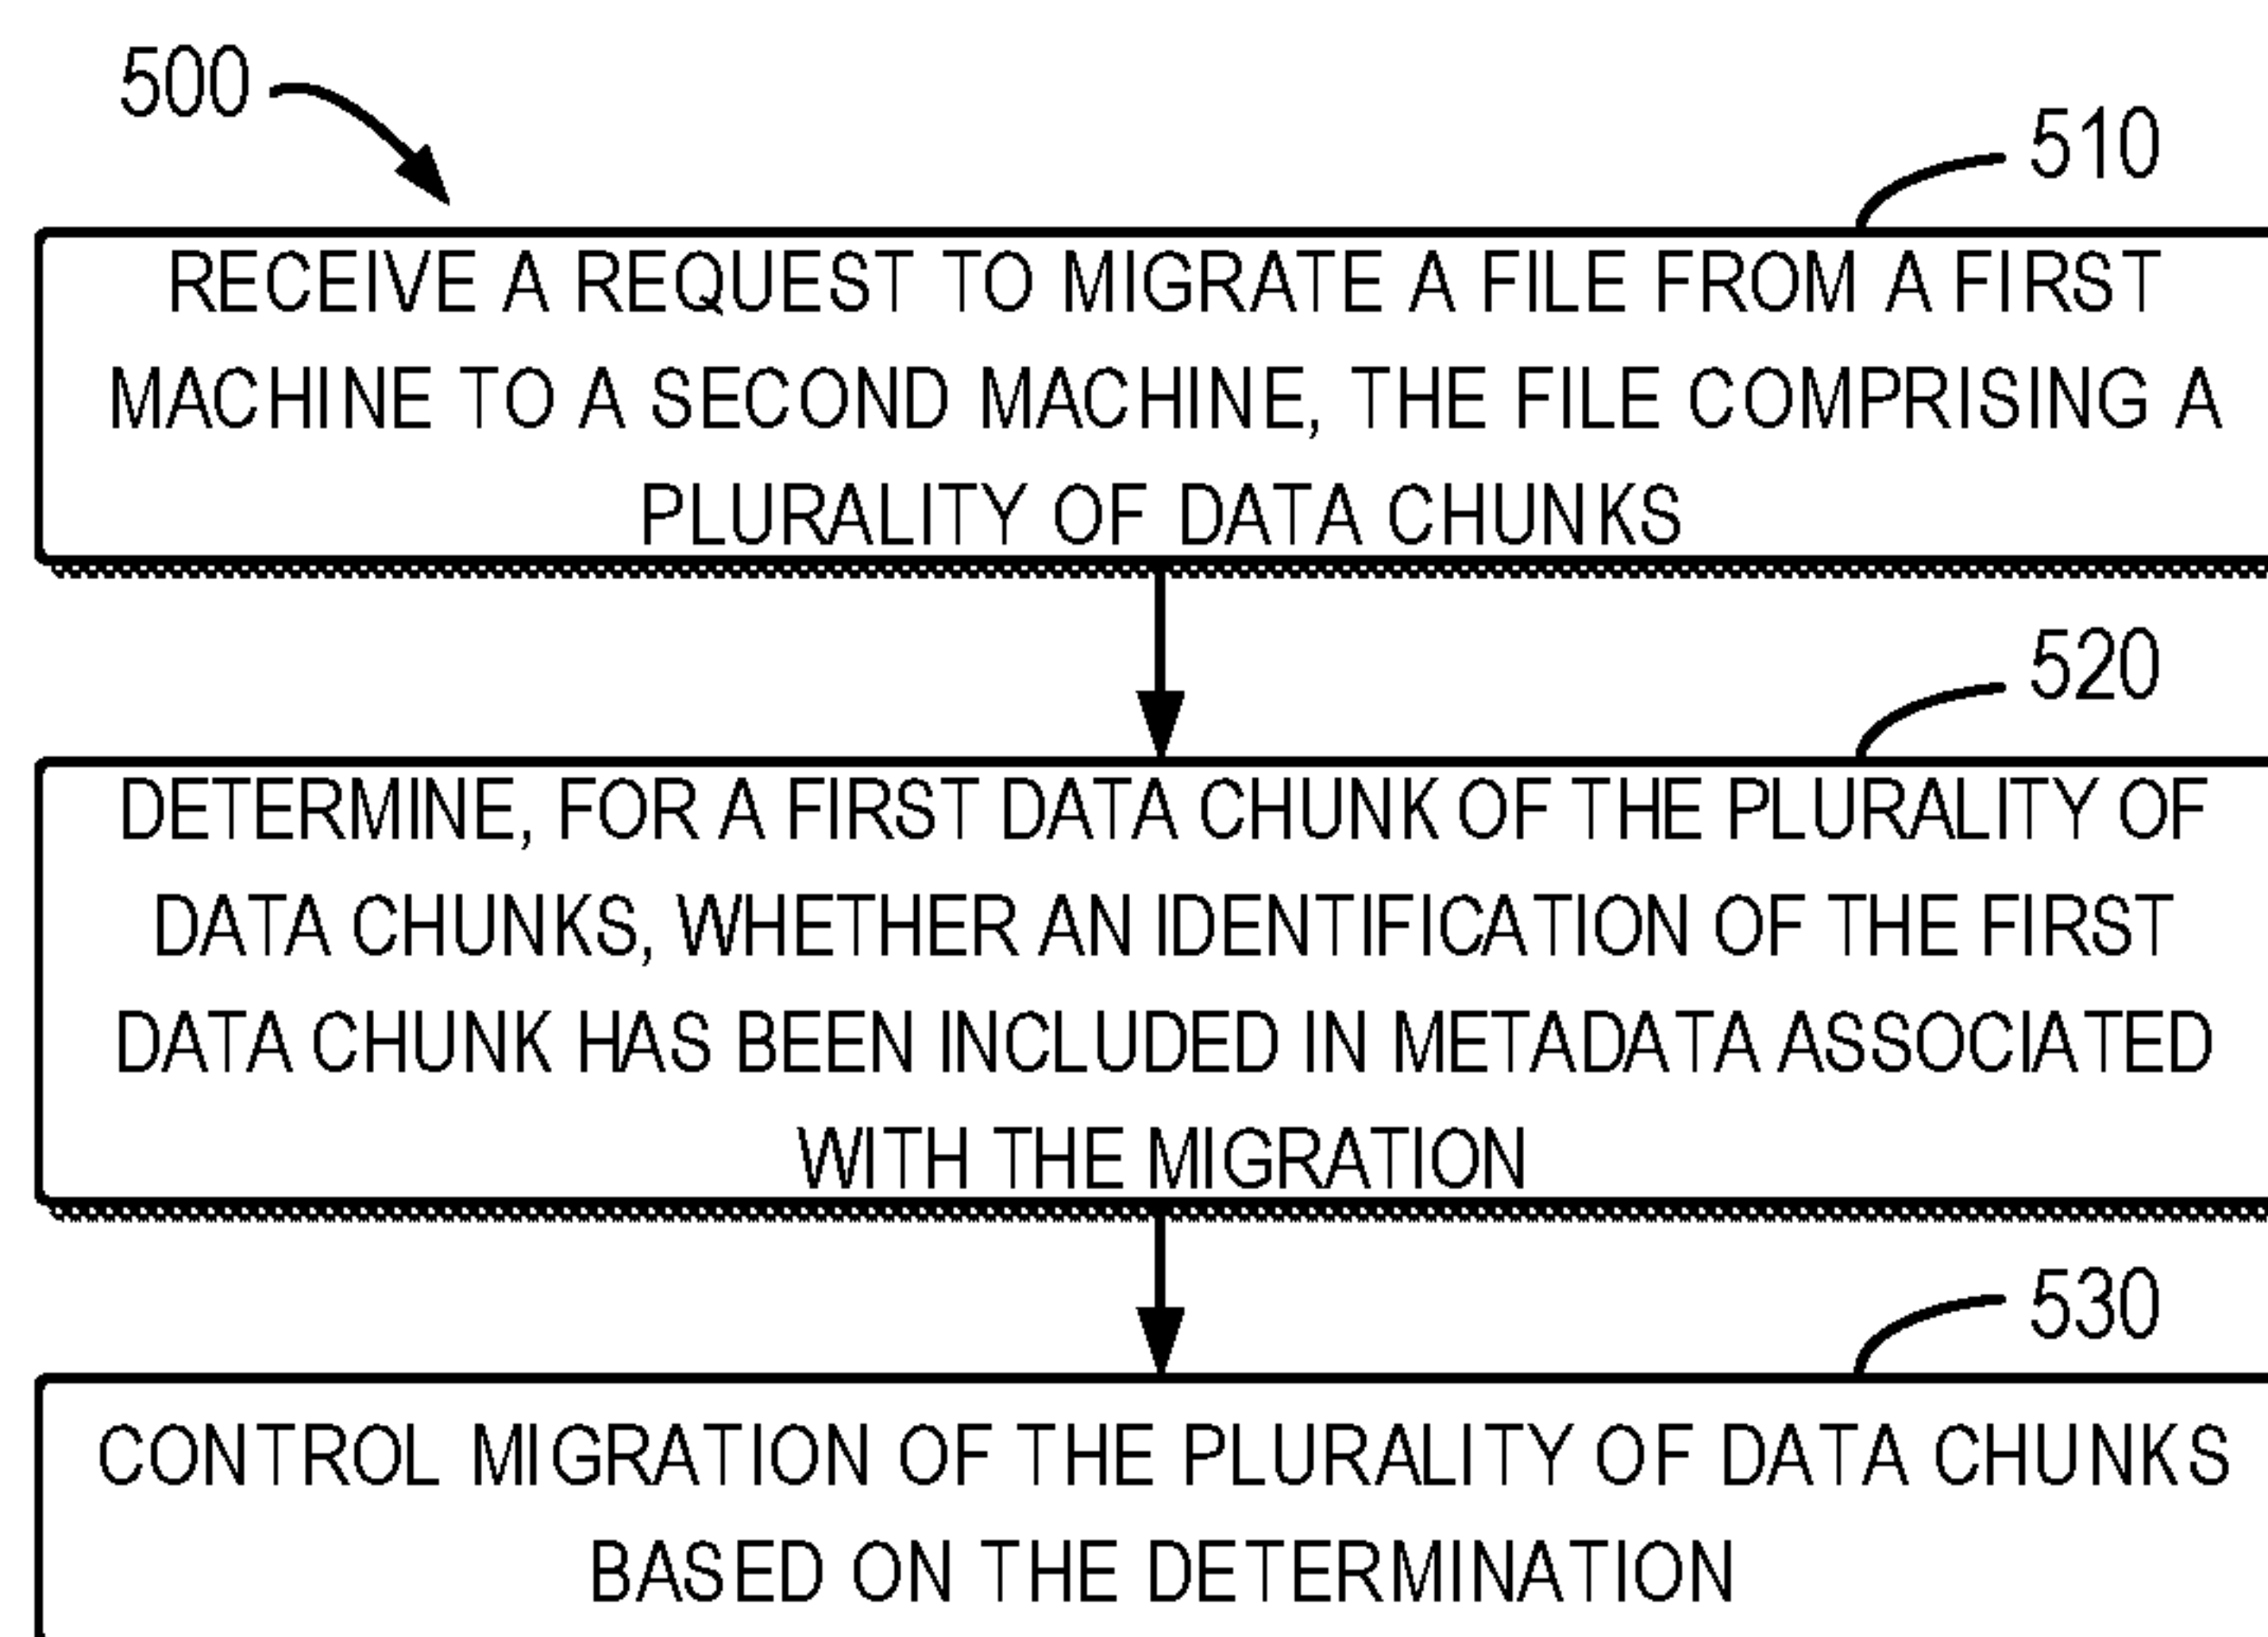 500
510
RECEIVE A REQUEST TO MIGRATE A FILE FROM A FIRST
MACHINE TO A SECOND MACHINE, THE FILE COMPRISING A
PLURALITY OF DATA CHUNKS
520
DETERMINE, FOR A FIRST DATA CHUNK OF THE PLURALITY OF
DATA CHUNKS, WHETHER AN IDENTIFICATION OF THE FIRST
DATA CHUNK HAS BEEN INCLUDED IN METADATA ASSOCIATED
WITH THE MIGRATION
530
CONTROL MIGRATION OF THE PLURALITY OF DATA CHUNKS
BASED ON THE DETERMINATION